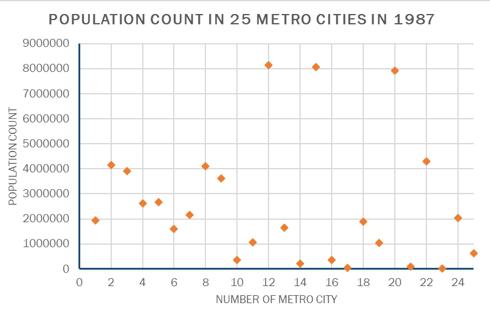 POPULATION COUNT IN 25 METRO CITIES IN 1987
9000000
8000000
7000000
6000000
5000000
4000000
3000000
2000000
1000000
0
POPULATION COUNT
0 2 4 6 8 10 12 14 16 18 20 22 24
NUMBER OF METRO CITY